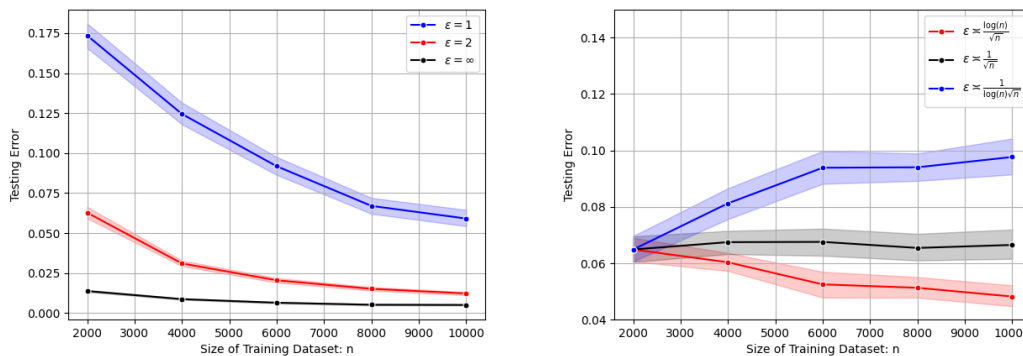 0.175
0.150
0.125
0.100
0.075
0.050
0.025
0.000
Testing Error
ε = 1
ε = 2
ε = ∞
2000 3000 4000 5000 6000 7000 8000 9000 10000
Size of Training Dataset: n
0.14
0.12
0.10
0.08
0.06
0.04
Testing Error
ε ≍ log(n)/√n
ε ≍ 1/√n
ε ≍ 1/log(n)√n
2000 3000 4000 5000 6000 7000 8000 9000 10000
Size of Training Dataset: n